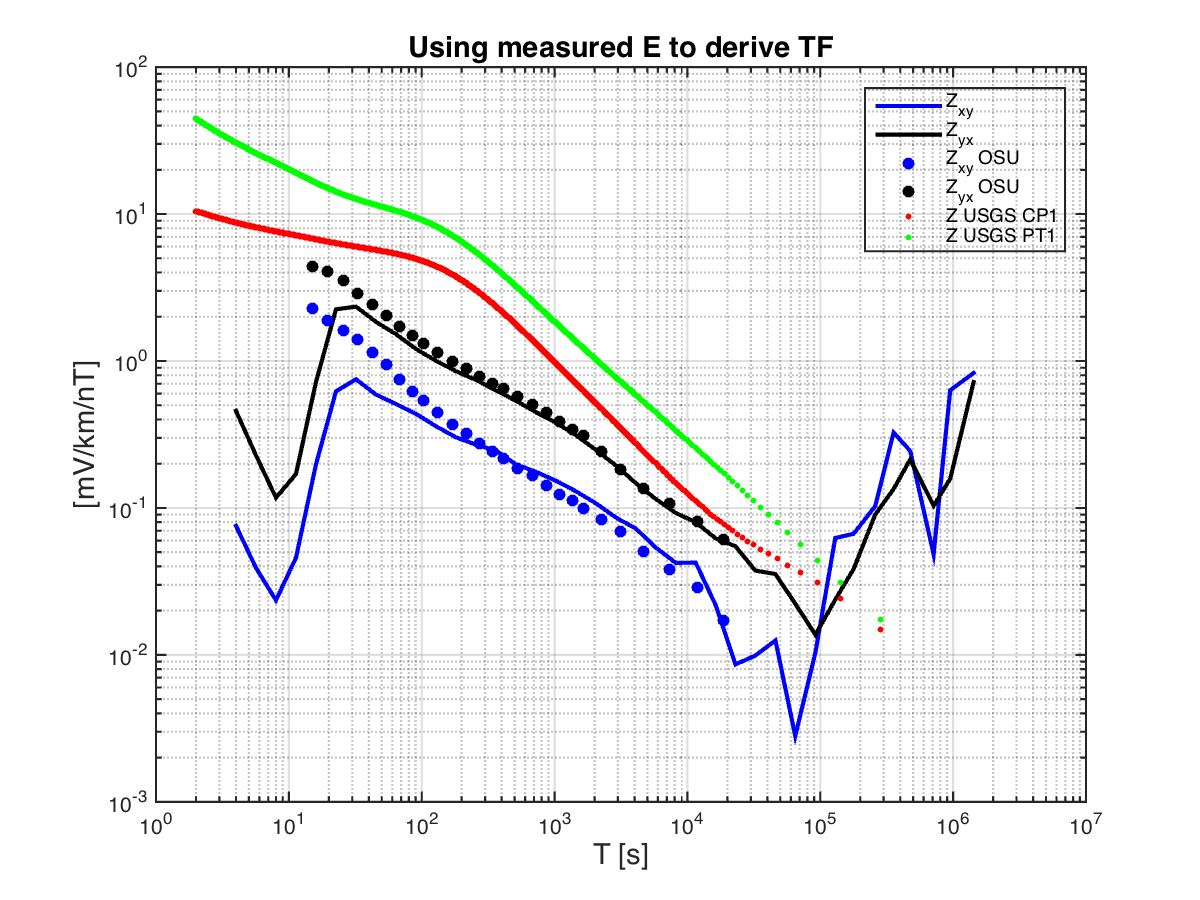 Using measured E to derive TF
10^2
10^1
10^0
10^-1
10^-2
10^-3
[mV/km/nT]
Z_xy
Z_yx
Z_xy OSU
Z_yx OSU
Z USGS CP1
Z USGS PT1
10^0 10^1 10^2 10^3 10^4 10^5 10^6 10^7
T [s]